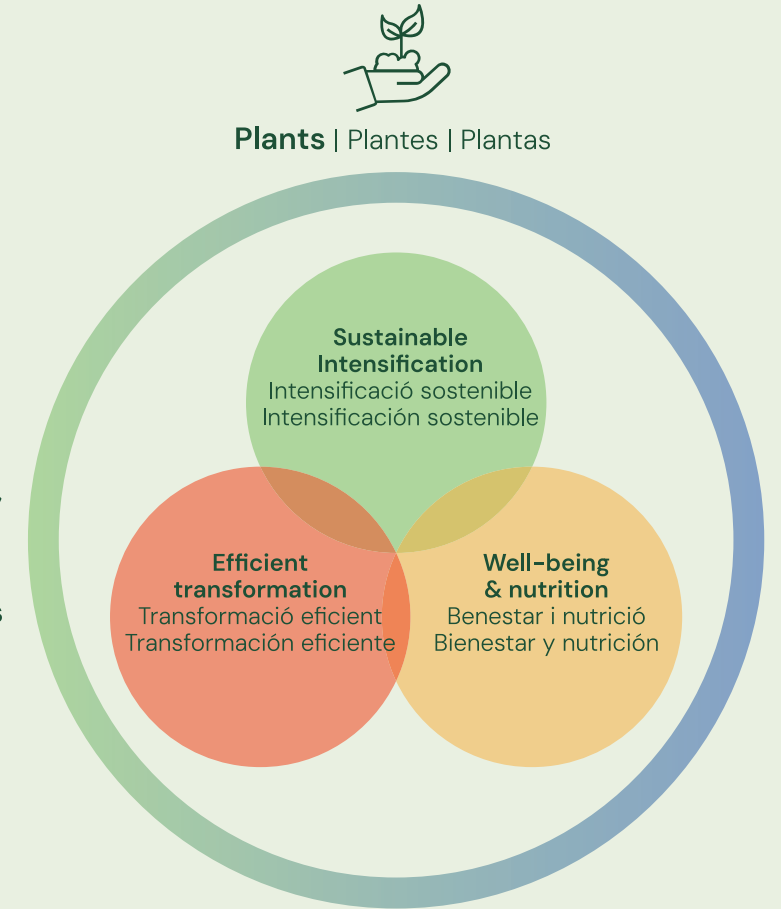 Plants | Plantes | Plantas
Sustainable
Intensification
Intensificació sostenible
Intensificación sostenible
Efficient
transformation
Transformació eficient
Transformación eficiente
Well-being
& nutrition
Benestar i nutrició
Bienestar y nutrición